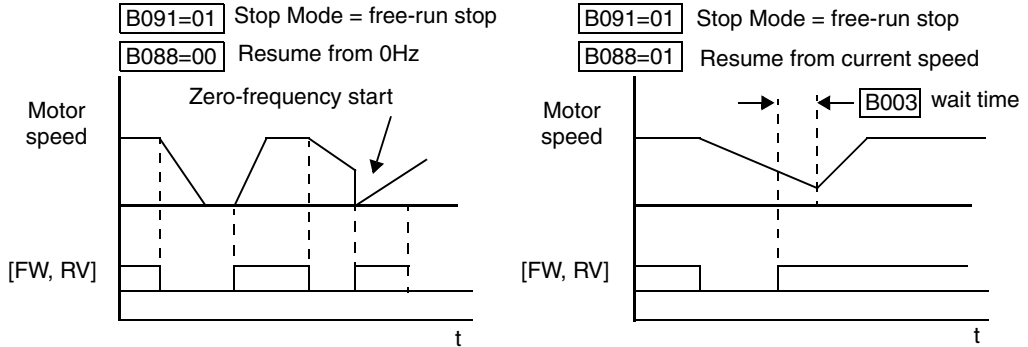 B091=01 Stop Mode = free-run stop
B088=00 Resume from 0Hz
Zero-frequency start
Motor
speed
[FW, RV]
t
B091=01 Stop Mode = free-run stop
B088=01 Resume from current speed
B003 wait time
Motor
speed
[FW, RV]
t